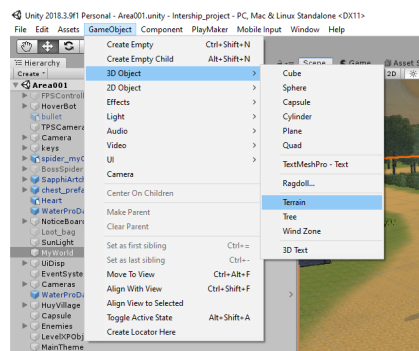 Unity 2018.3.9f1 Personal - Area001.unity - Intership_project - PC, Mac & Linux Standalone <DX11>
File Edit Assets GameObject Component PlayMaker Mobile Input Window Help
Hierarchy
Create
Scene Game Asset S
2D
Area001
FPSControll
HoverBot
bullet
TPSCamera
Camera
keys
spider_myC
BossSpider
SapphiArtch
chest_prefa
Heart
WaterProDa
NoticeBoar
Loot_bag
SunLight
MyWorld
UiDisp
EventSyste
Cameras
WaterProDa
HuyVillage
Capsule
Enemies
LevelXPObj
MainTheme
Create Empty Ctrl+Shift+N
Create Empty Child Alt+Shift+N
3D Object >
2D Object >
Effects >
Light >
Audio >
Video >
UI >
Camera
Center On Children
Make Parent
Clear Parent
Set as first sibling Ctrl+=
Set as last sibling Ctrl+-
Move To View Ctrl+Alt+F
Align With View Ctrl+Shift+F
Align View to Selected
Toggle Active State Alt+Shift+A
Create Locator Here
Cube
Sphere
Capsule
Cylinder
Plane
Quad
TextMeshPro - Text
Ragdoll...
Terrain
Tree
Wind Zone
3D Text